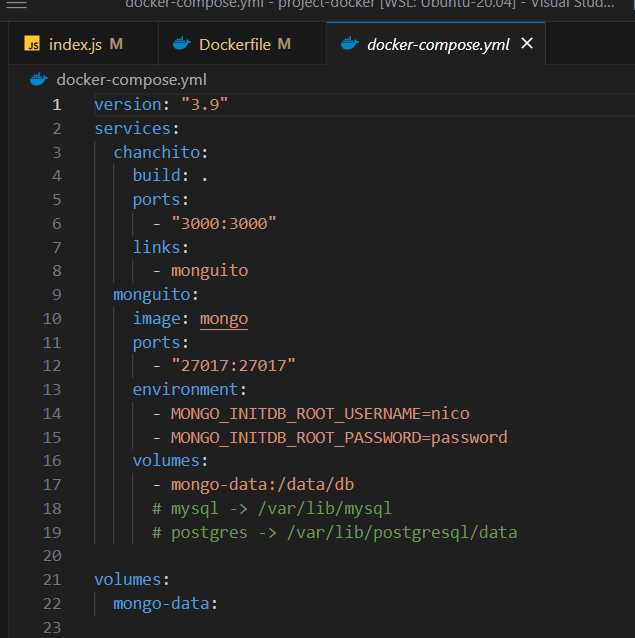 docker-compose.yml - project-docker [WSL: Ubuntu-20.04] - Visual Stud...
JS index.js M
Dockerfile M
docker-compose.yml ×
docker-compose.yml
1 version: "3.9"
2 services:
3   chanchito:
4     build: .
5     ports:
6       - "3000:3000"
7     links:
8       - monguito
9   monguito:
10     image: mongo
11     ports:
12       - "27017:27017"
13     environment:
14       - MONGO_INITDB_ROOT_USERNAME=nico
15       - MONGO_INITDB_ROOT_PASSWORD=password
16     volumes:
17       - mongo-data:/data/db
18       # mysql -> /var/lib/mysql
19       # postgres -> /var/lib/postgresql/data
20
21 volumes:
22   mongo-data:
23